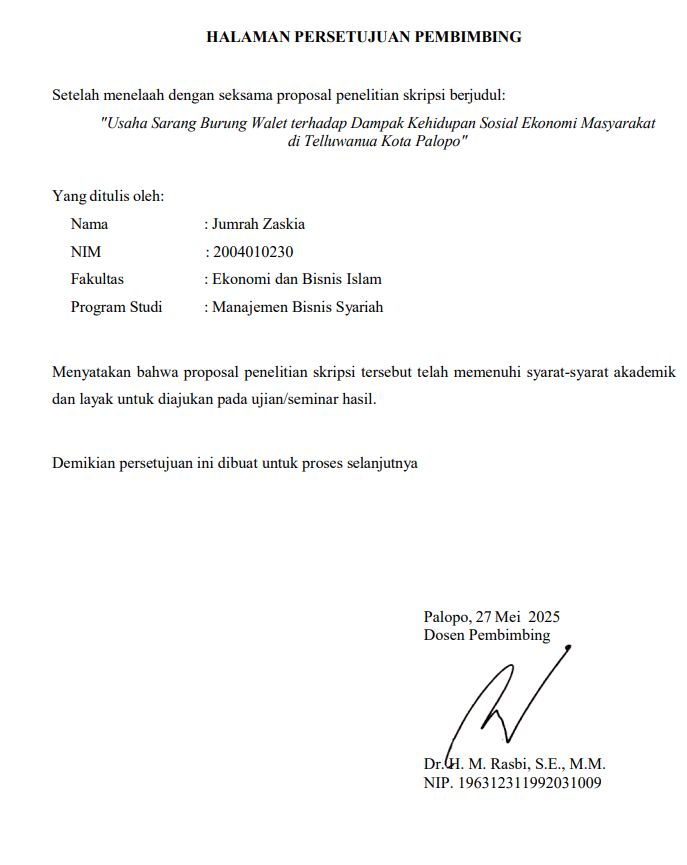 HALAMAN PERSETUJUAN PEMBIMBING
Setelah menelaah dengan seksama proposal penelitian skripsi berjudul:
"Usaha Sarang Burung Walet terhadap Dampak Kehidupan Sosial Ekonomi Masyarakat
di Telluwanua Kota Palopo"
Yang ditulis oleh:
Nama : Jumrah Zaskia
NIM : 2004010230
Fakultas : Ekonomi dan Bisnis Islam
Program Studi : Manajemen Bisnis Syariah
Menyatakan bahwa proposal penelitian skripsi tersebut telah memenuhi syarat-syarat akademik
dan layak untuk diajukan pada ujian/seminar hasil.
Demikian persetujuan ini dibuat untuk proses selanjutnya
Palopo, 27 Mei 2025
Dosen Pembimbing
Dr. H. M. Rasbi, S.E., M.M.
NIP. 196312311992031009